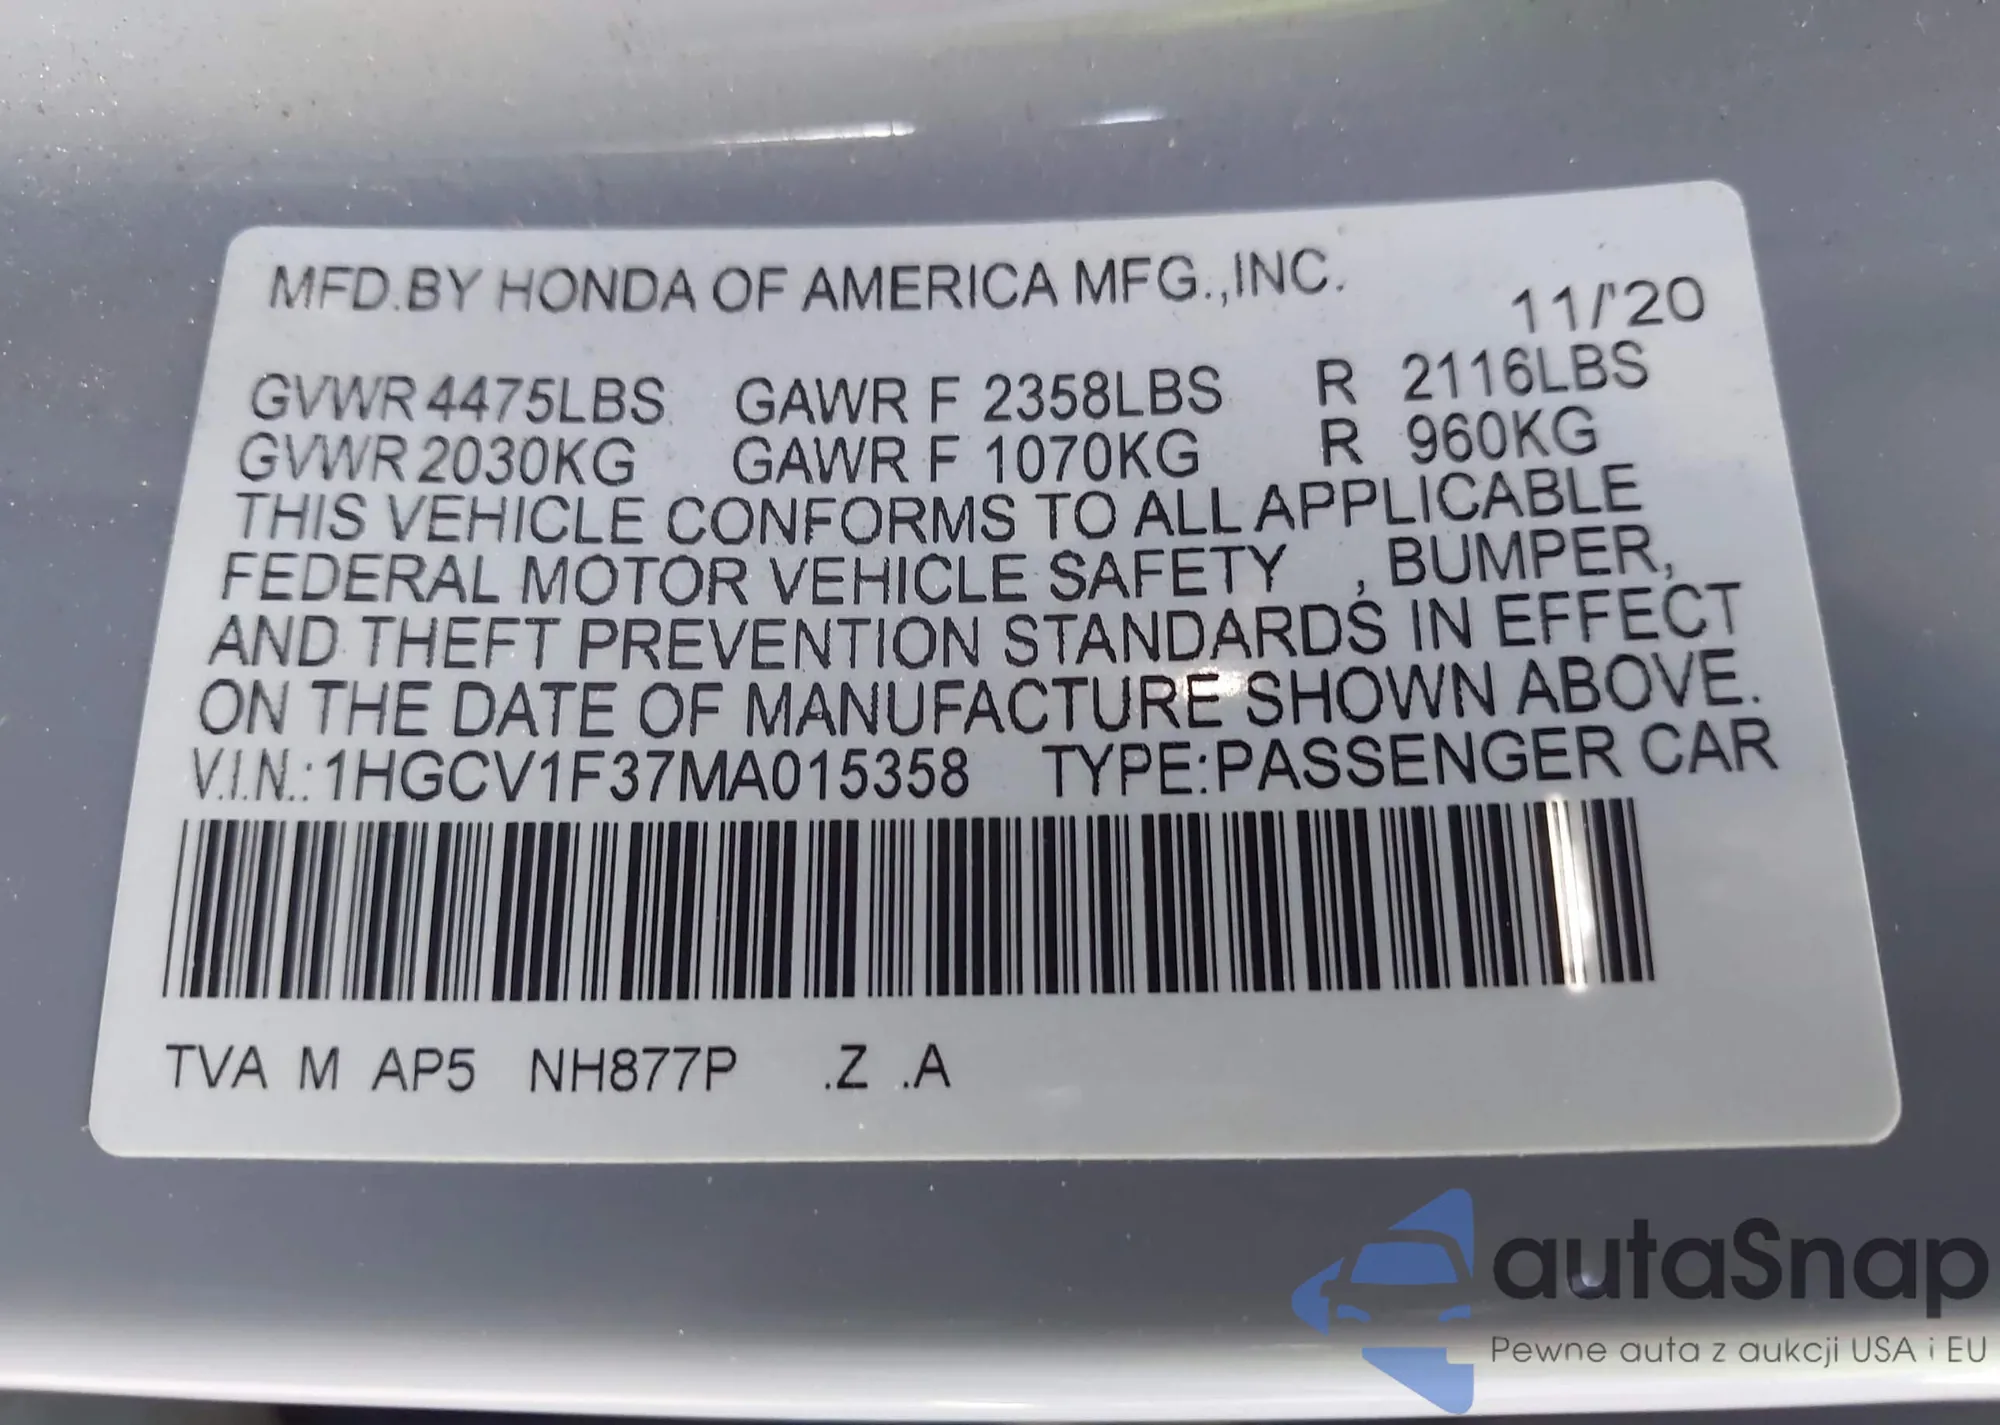 MFD.BY HONDA OF AMERICA MFG.,INC. 11/'20
GVWR 4475LBS GAWR F 2358LBS R 2116LBS
GVWR 2030KG GAWR F 1070KG R 960KG
THIS VEHICLE CONFORMS TO ALL APPLICABLE
FEDERAL MOTOR VEHICLE SAFETY , BUMPER,
AND THEFT PREVENTION STANDARDS IN EFFECT
ON THE DATE OF MANUFACTURE SHOWN ABOVE.
V.I.N.:1HGCV1F37MA015358 TYPE:PASSENGER CAR
TVA M AP5 NH877P .Z .A
autaSnap
Pewne auta z aukcji USA i EU